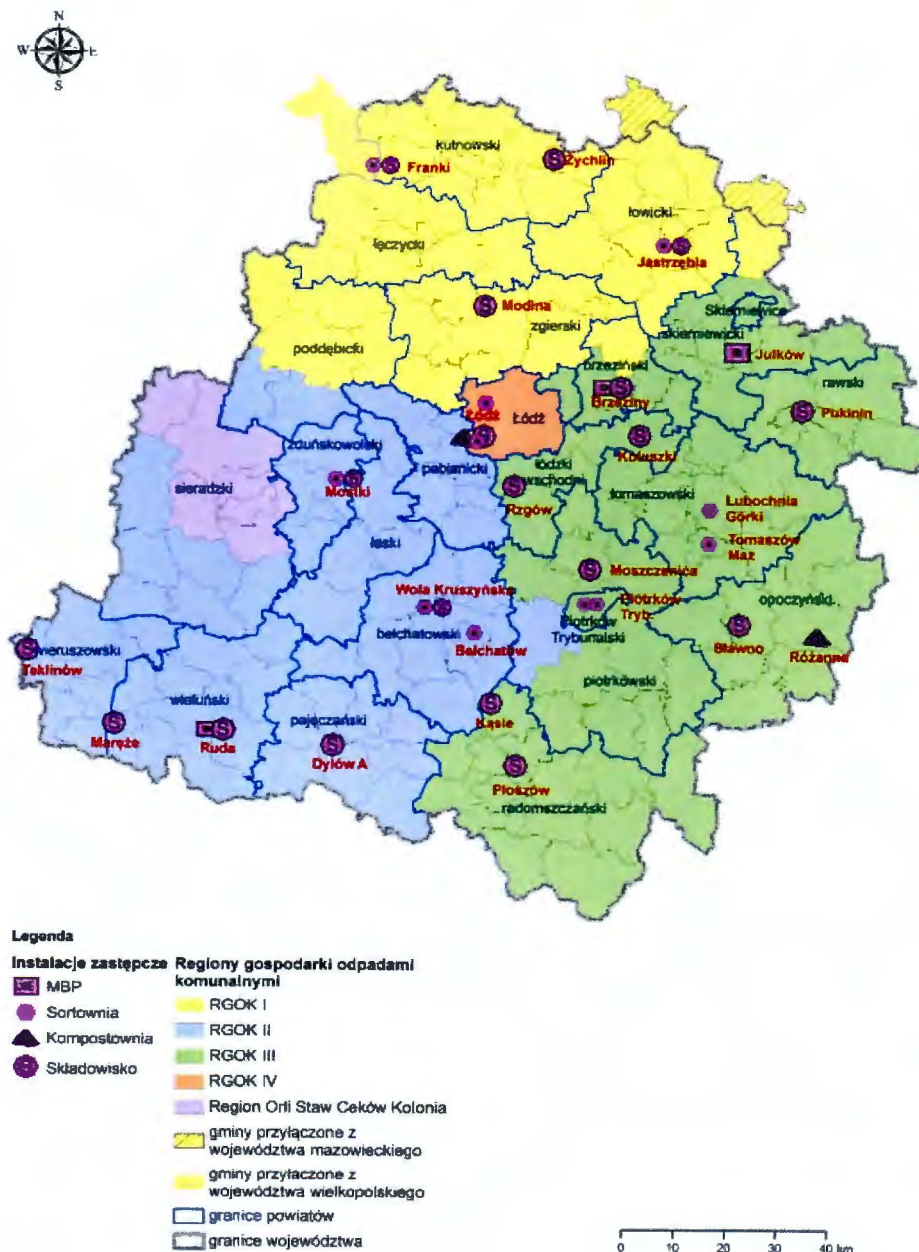 N
W
E
S
kutnowski
Żychlin
Franki
łowicki
łęczycki
Jastrzębia
Modlna
Skierniewice
zgierski
skierniewicki
poddębicki
brzeziński
Julków
rawski
Łódź
Łódź
Brzeziny
Pukinin
zduńskowolski
pabianicki
Koluszki
łódzki
wschodni
sieradzki
Mostki
Rzgów
tomaszowski
Lubochnia
Górki
łaski
Tomaszów
Maz
Moszczenica
Wola Kruszyńska
Piotrków
Tryb.
opoczyński
Piotrków
Trybunalski
bełchatowski
Bełchatów
Sławno
Różanna
wieruszowski
Teklinów
piotrkowski
wieluński
pajęczański
Kąsie
Maręże
Ruda
Dylów A
Płoszów
radomszczański
Legenda
Instalacje zastępcze
MBP
Sortownia
Kompostownia
Składowisko
Regiony gospodarki odpadami
komunalnymi
RGOK I
RGOK II
RGOK III
RGOK IV
Region Orli Staw Ceków Kolonia
gminy przyłączone z
województwa mazowieckiego
gminy przyłączone z
województwa wielkopolskiego
granice powiatów
granice województwa
0 10 20 30 40 km